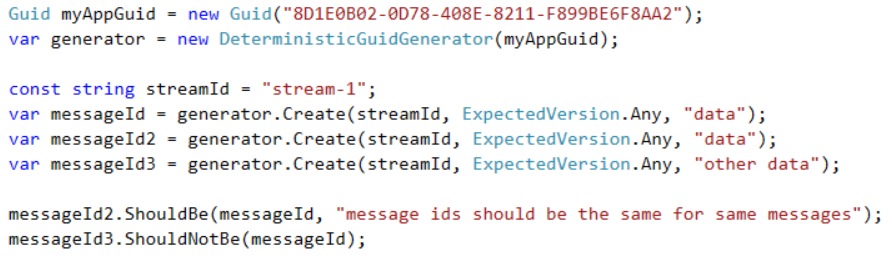 Guid myAppGuid = new Guid("8D1E0B02-0D78-408E-8211-F899BE6F8AA2");
var generator = new DeterministicGuidGenerator(myAppGuid);
const string streamId = "stream-1";
var messageId = generator.Create(streamId, ExpectedVersion.Any, "data");
var messageId2 = generator.Create(streamId, ExpectedVersion.Any, "data");
var messageId3 = generator.Create(streamId, ExpectedVersion.Any, "other data");
messageId2.ShouldBe(messageId, "message ids should be the same for same messages");
messageId3.ShouldNotBe(messageId);